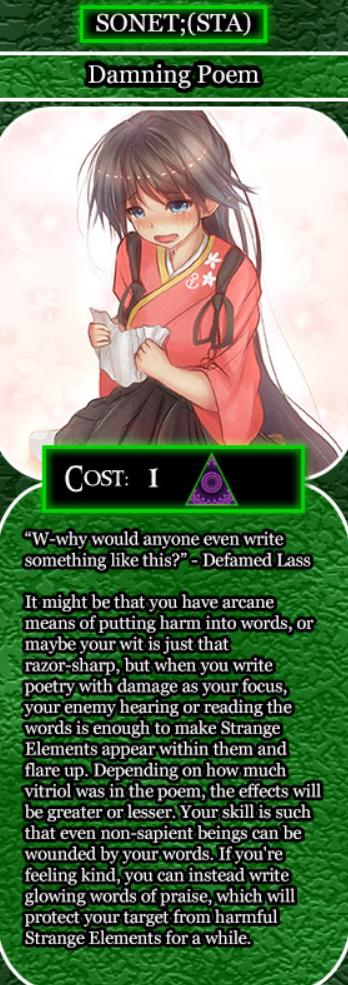 SONET;(STA)
Damning Poem
COST: 1
“W-why would anyone even write
something like this?” - Defamed Lass
It might be that you have arcane
means of putting harm into words, or
maybe your wit is just that
razor-sharp, but when you write
poetry with damage as your focus,
your enemy hearing or reading the
words is enough to make Strange
Elements appear within them and
flare up. Depending on how much
vitriol was in the poem, the effects will
be greater or lesser. Your skill is such
that even non-sapient beings can be
wounded by your words. If you're
feeling kind, you can instead write
glowing words of praise, which will
protect your target from harmful
Strange Elements for a while.